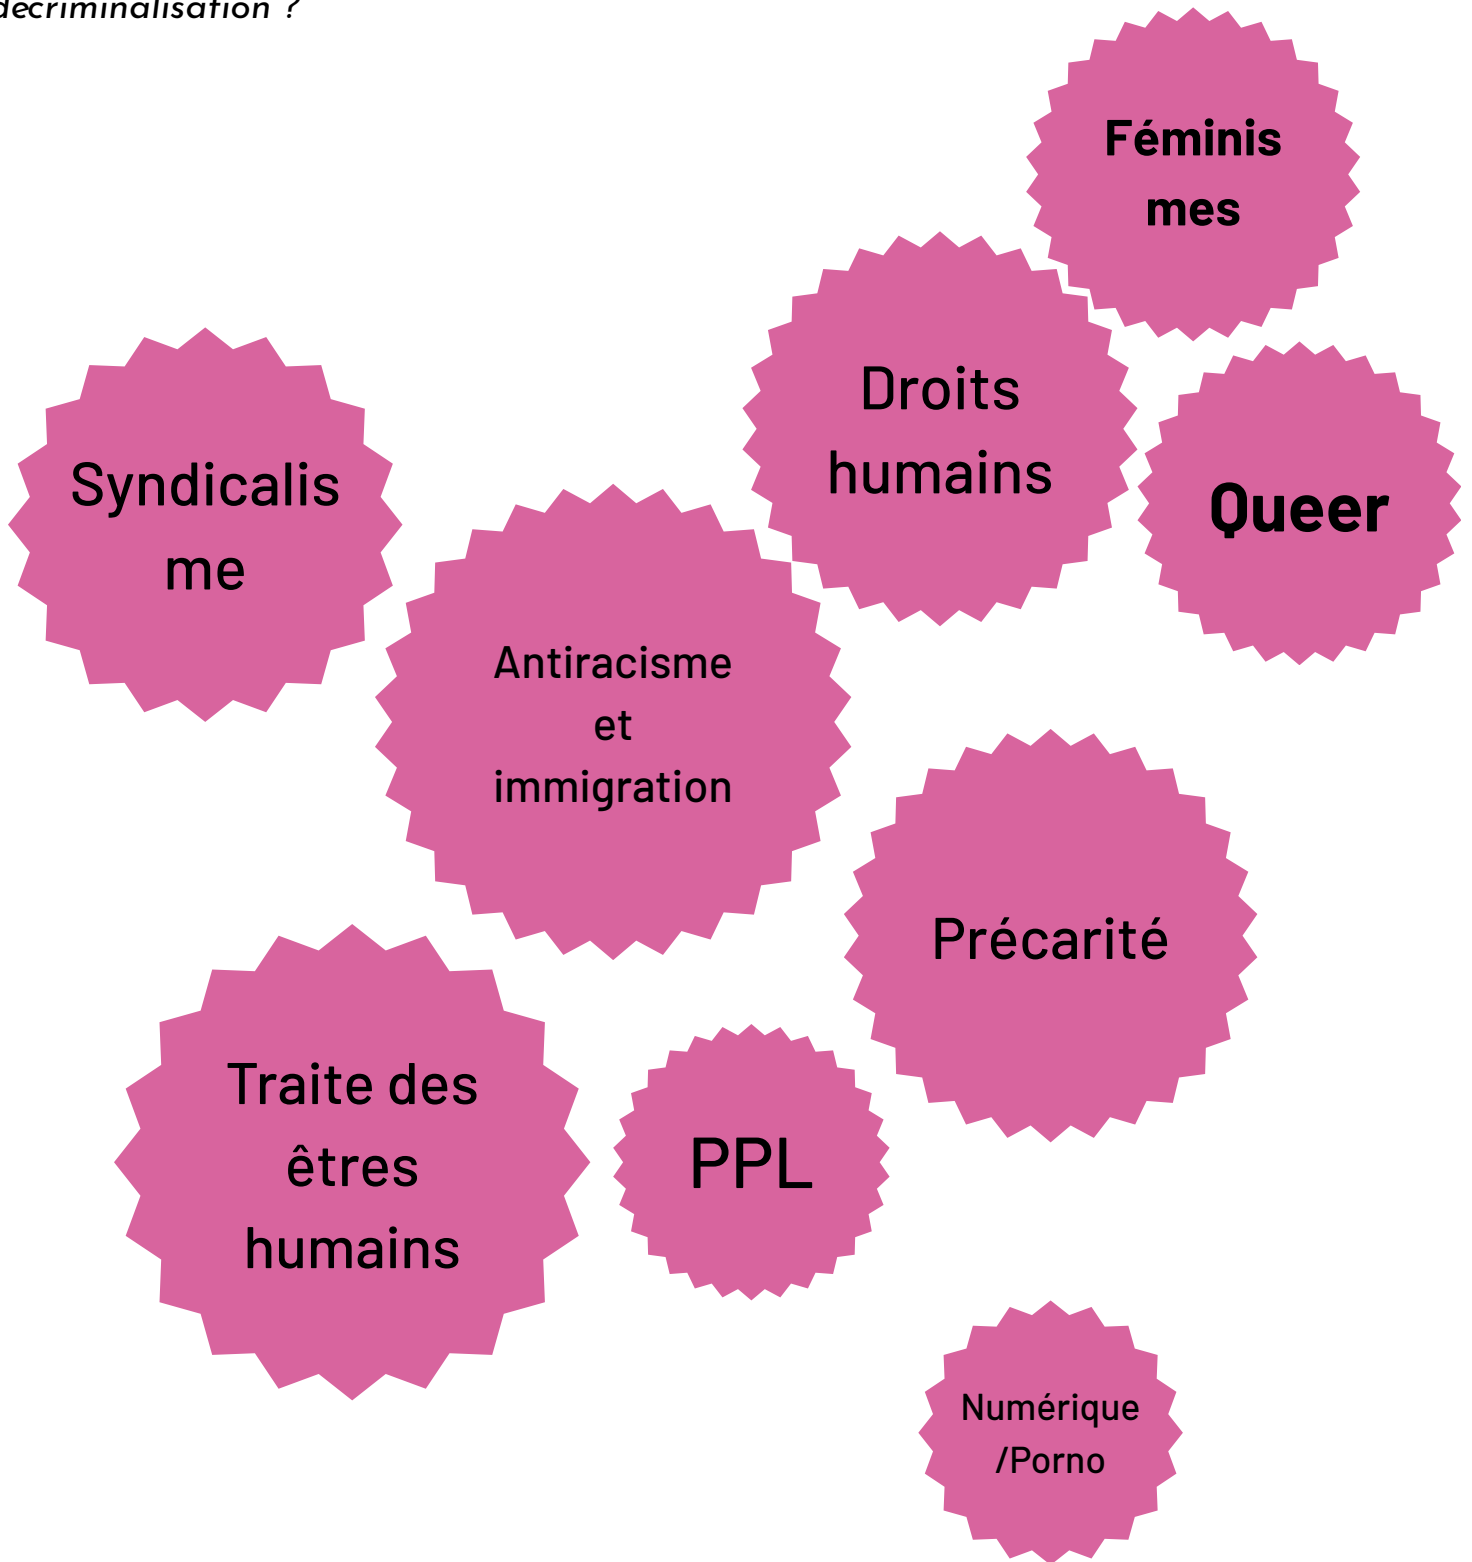 décriminalisation ?
Féminis
mes
Droits
humains
Queer
Syndicalis
me
Antiracisme
et
immigration
Précarité
Traite des
êtres
humains
PPL
Numérique
/Porno